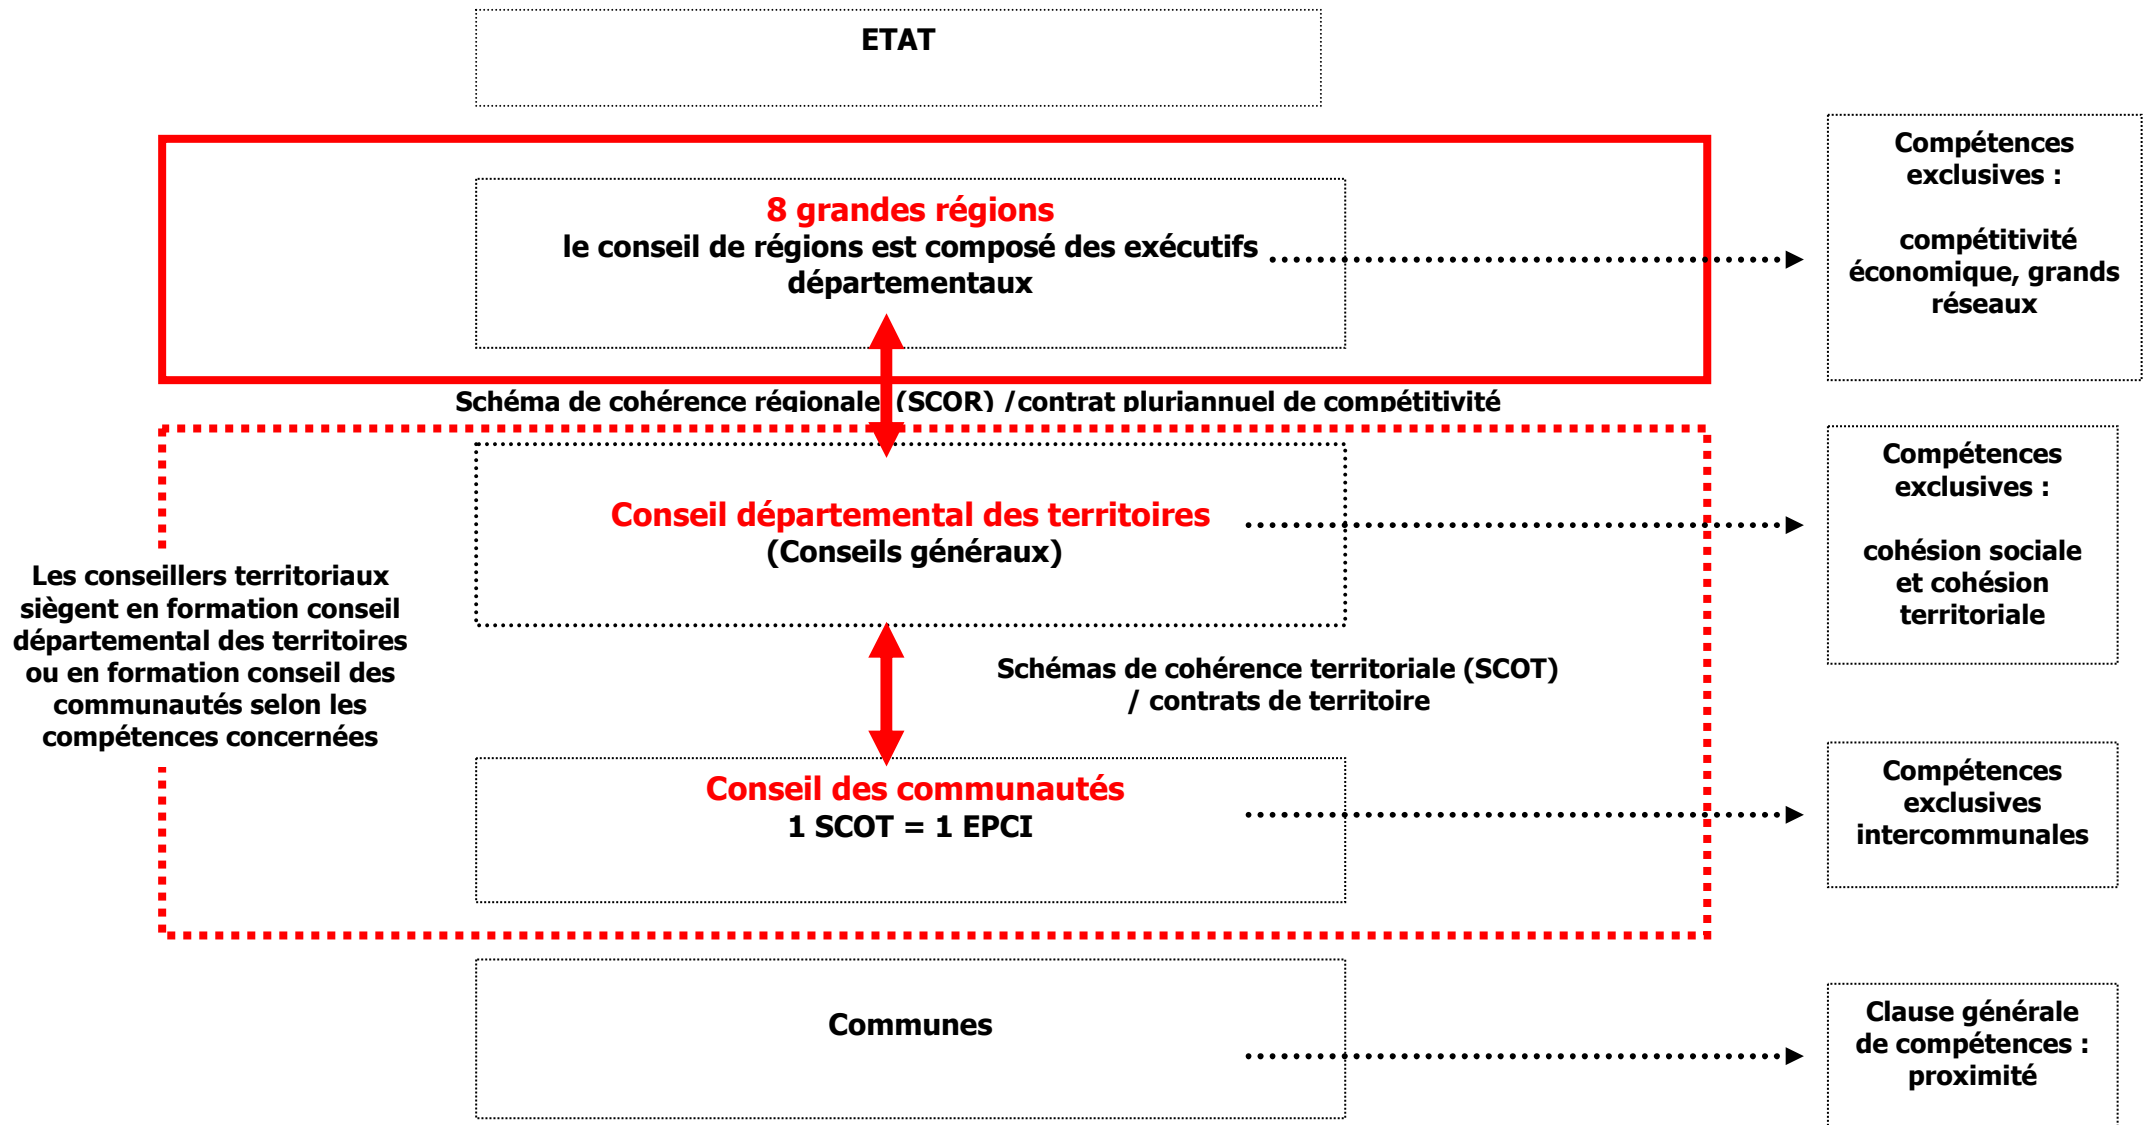 ETAT
8 grandes régions
le conseil de régions est composé des exécutifs
départementaux
Compétences
exclusives :
compétitivité
économique, grands
réseaux
Schéma de cohérence régionale (SCOR) /contrat pluriannuel de compétitivité
Conseil départemental des territoires
(Conseils généraux)
Compétences
exclusives :
cohésion sociale
et cohésion
territoriale
Les conseillers territoriaux
siègent en formation conseil
départemental des territoires
ou en formation conseil des
communautés selon les
compétences concernées
Schémas de cohérence territoriale (SCOT)
/ contrats de territoire
Conseil des communautés
1 SCOT = 1 EPCI
Compétences
exclusives
intercommunales
Communes
Clause générale
de compétences :
proximité